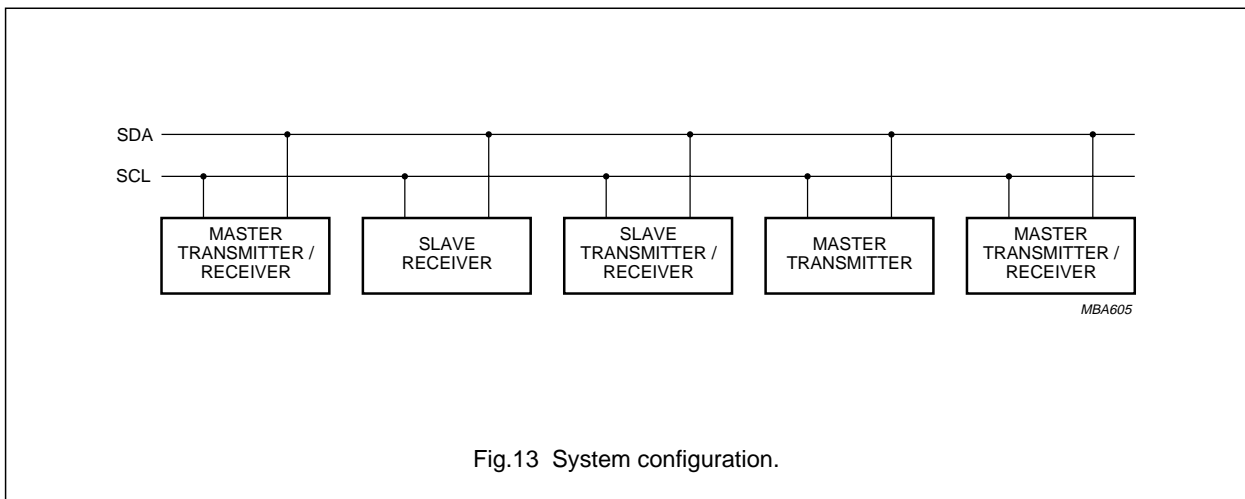 SDA
SCL
MASTER
TRANSMITTER /
RECEIVER
SLAVE
RECEIVER
SLAVE
TRANSMITTER /
RECEIVER
MASTER
TRANSMITTER
MASTER
TRANSMITTER /
RECEIVER
MBA605
Fig.13 System configuration.